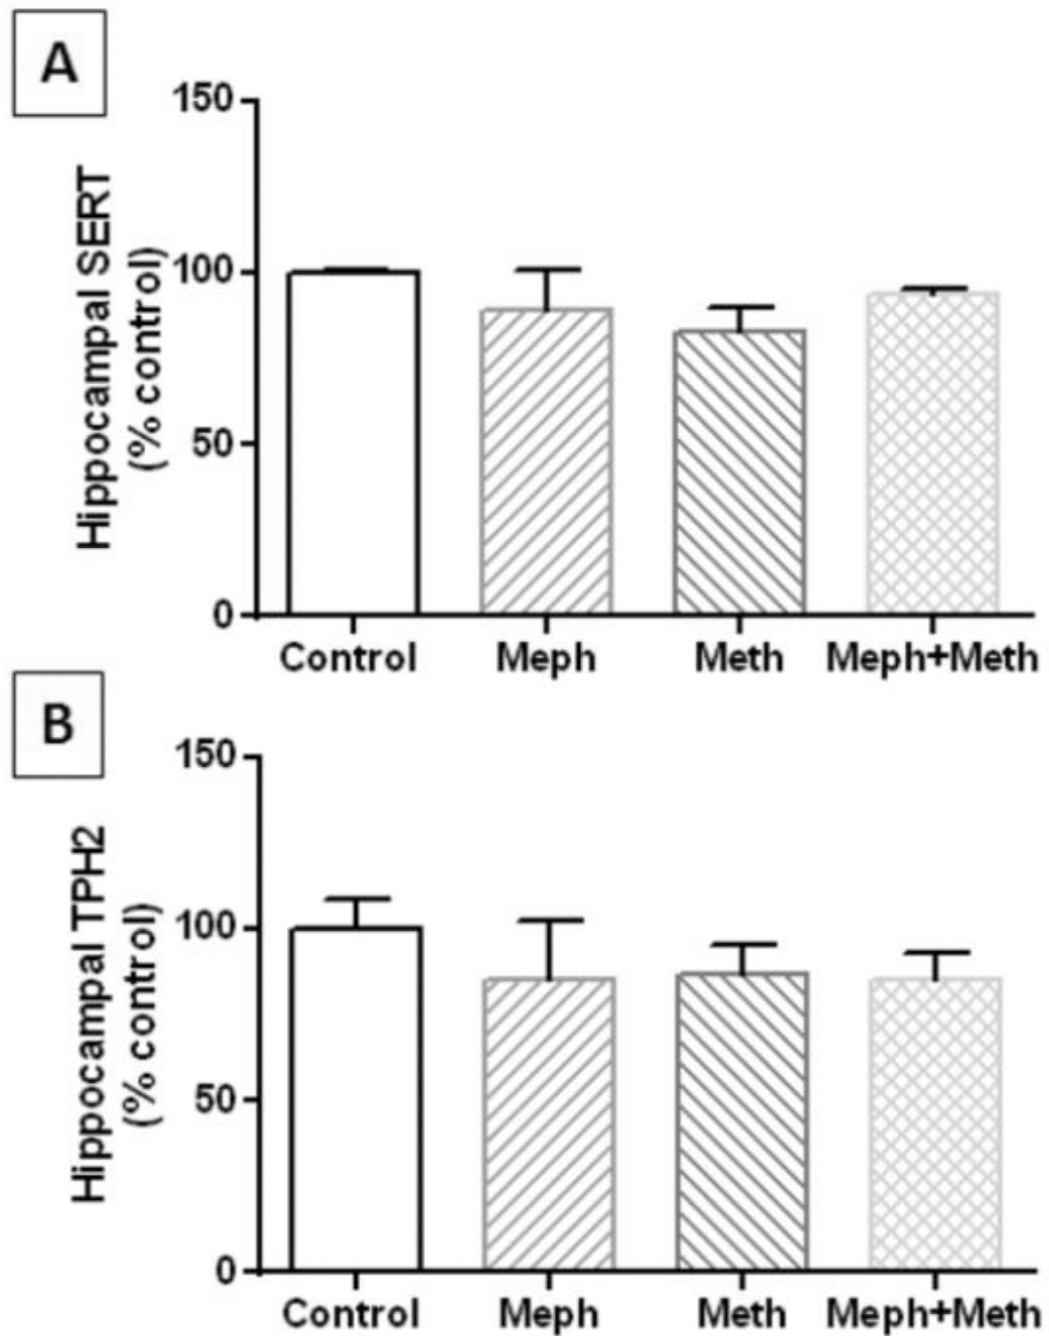 A
Hippocampal SERT
(% control)
150
100
50
0
Control Meph Meth Meph+Meth
B
Hippocampal TPH2
(% control)
150
100
50
0
Control Meph Meth Meph+Meth